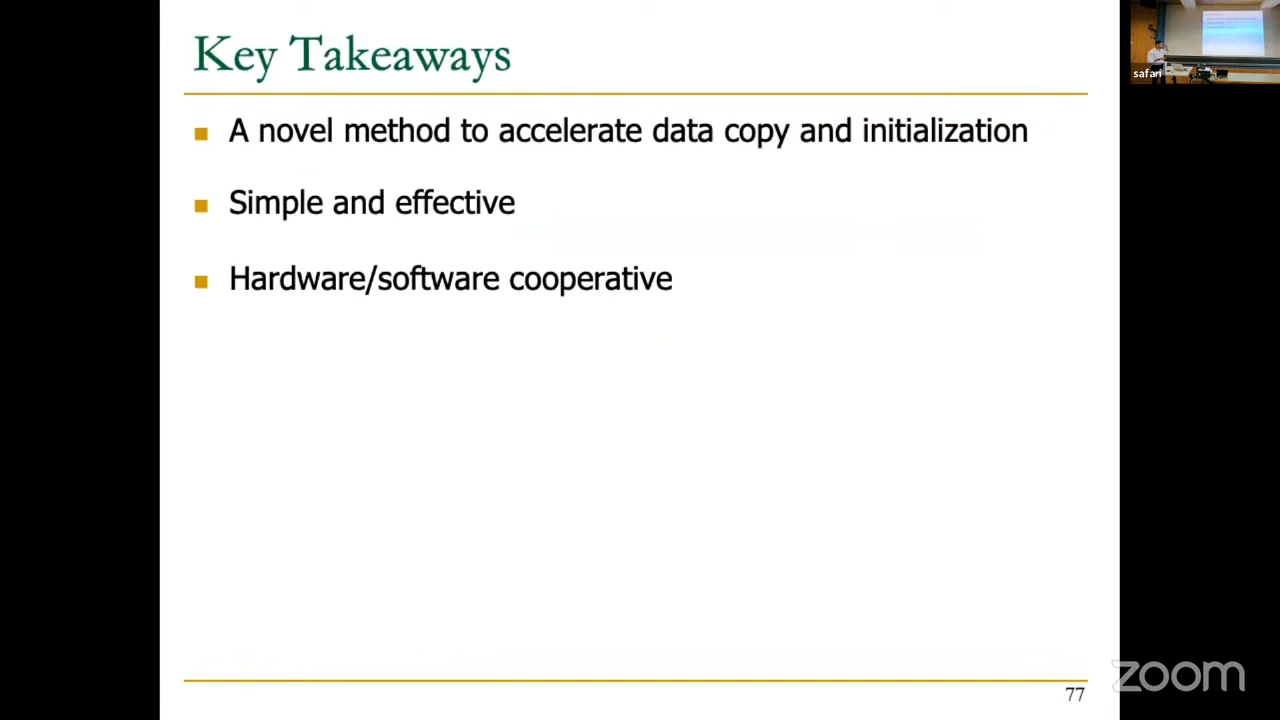 Key Takeaways
A novel method to accelerate data copy and initialization
Simple and effective
Hardware/software cooperative
77
safari
zoom